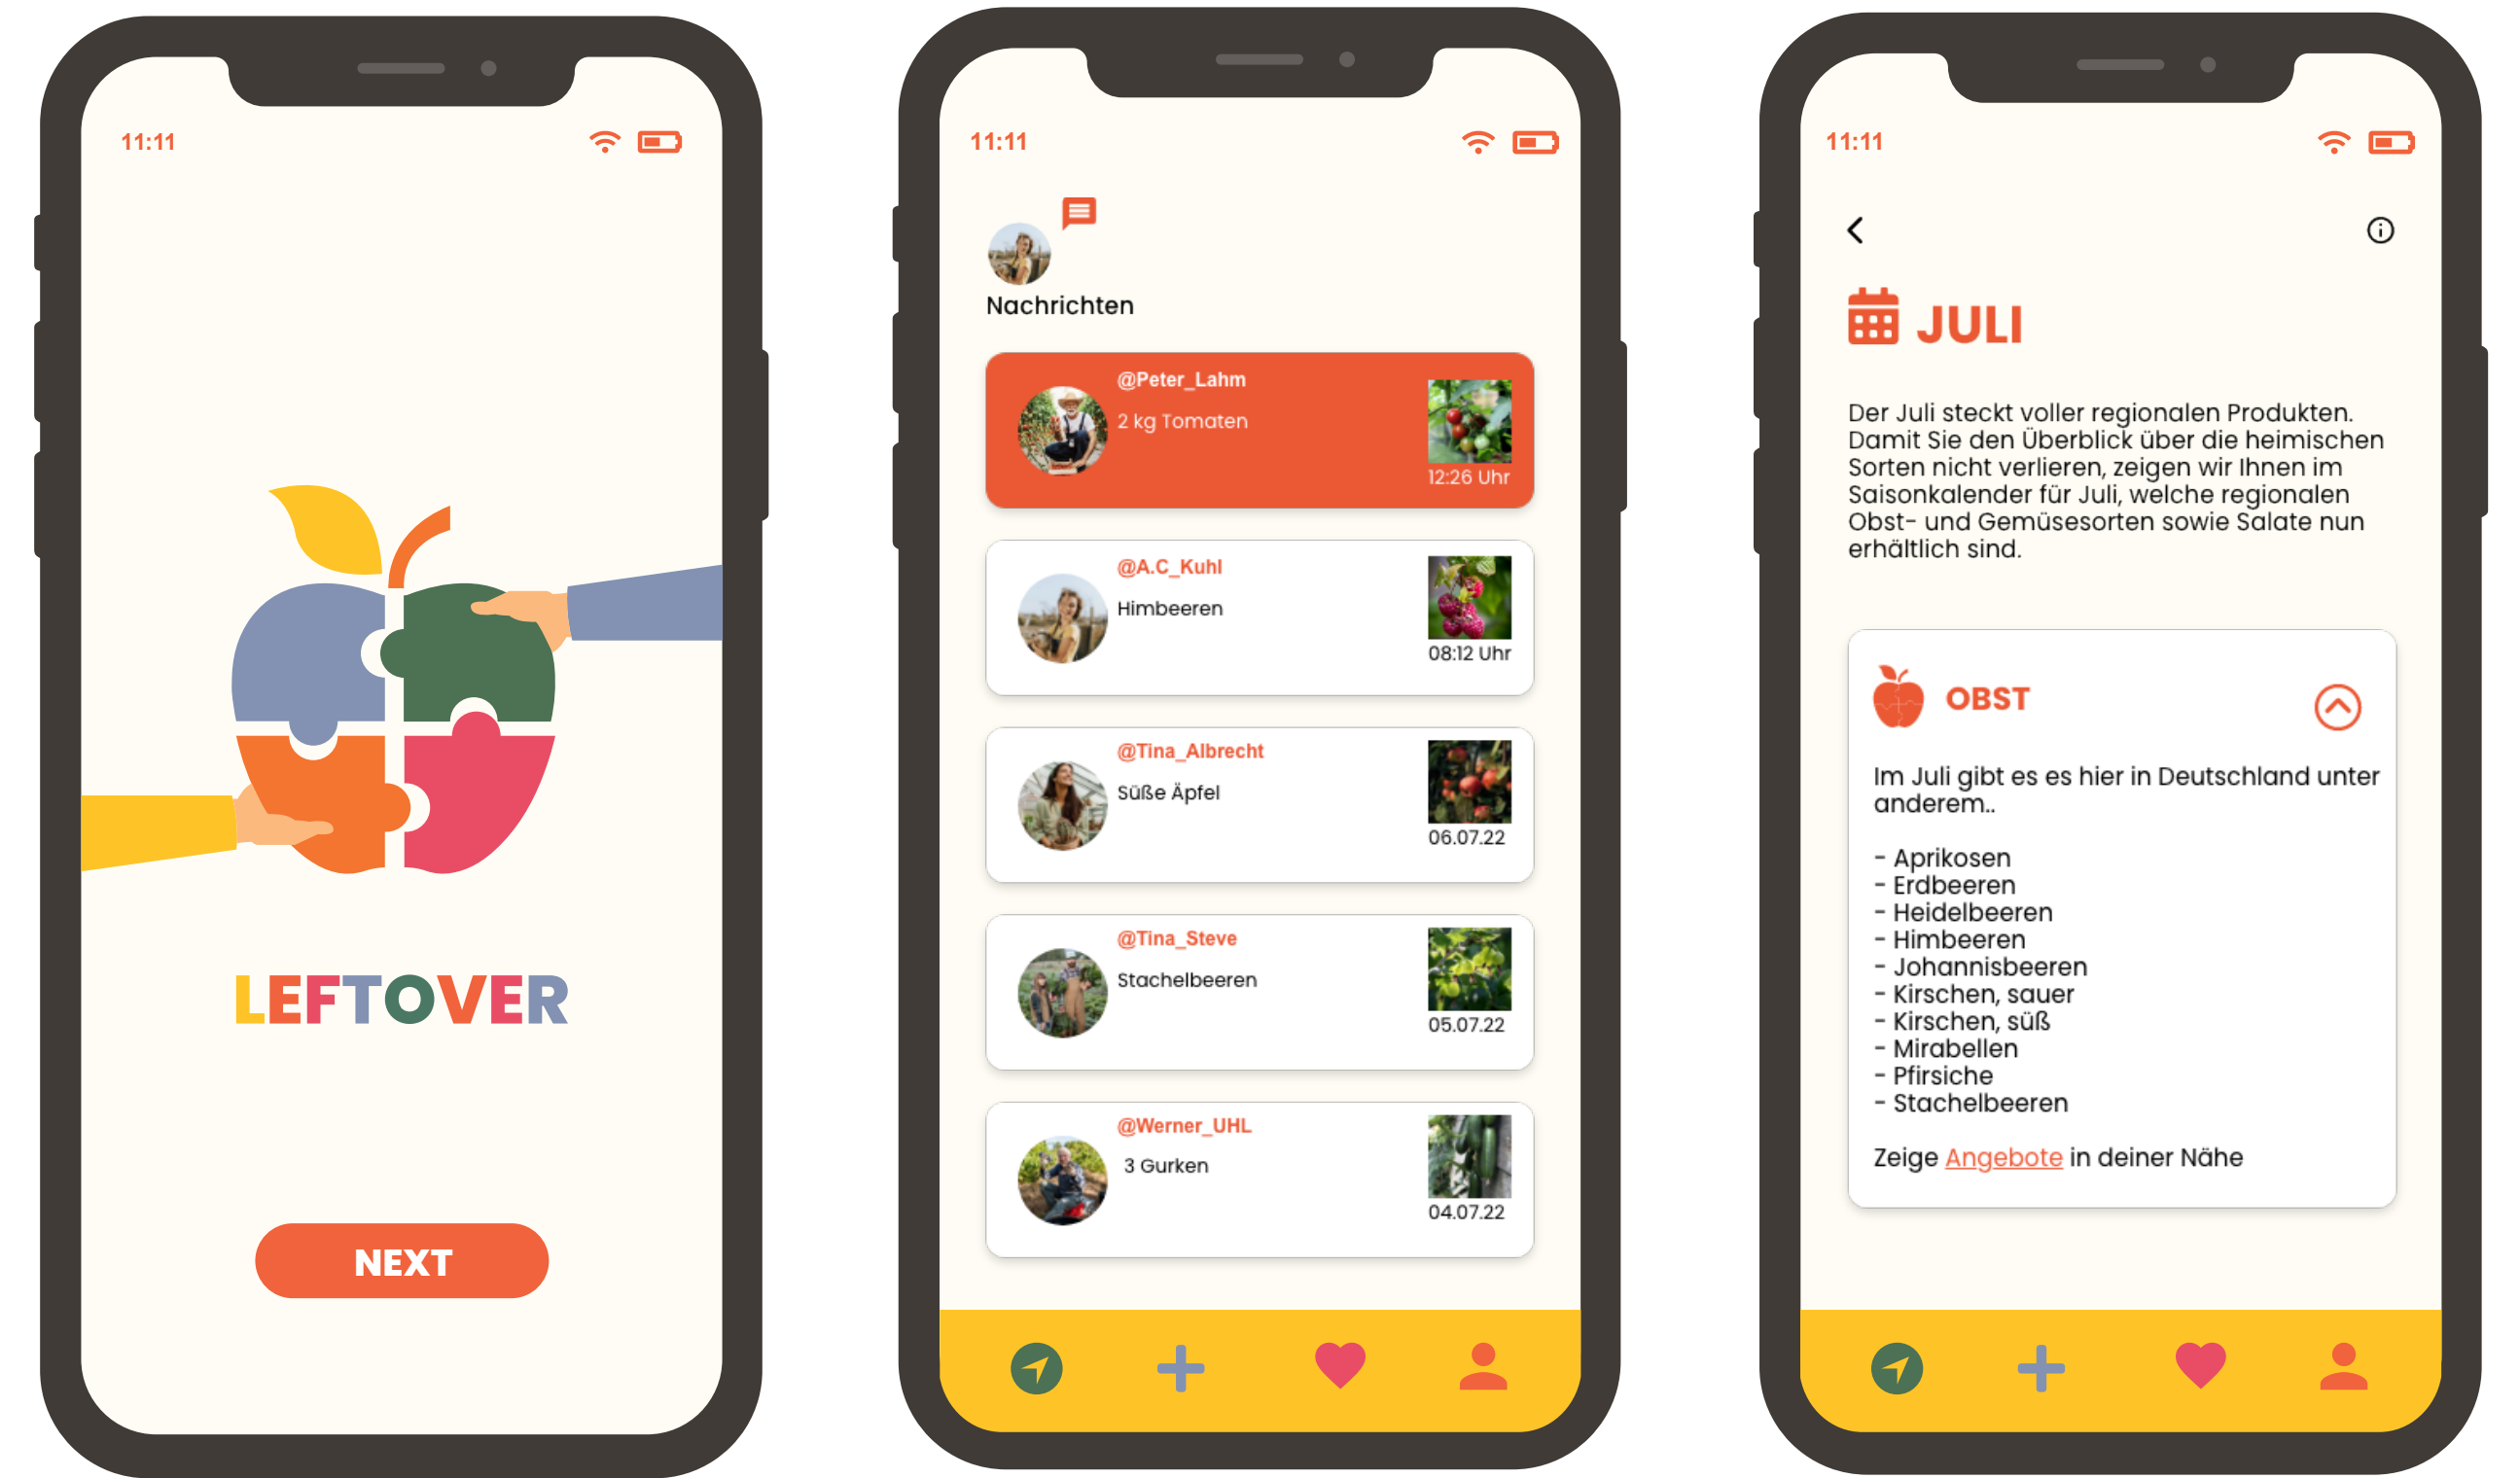 11:11
LEFTOVER
NEXT
11:11
Nachrichten
@Peter_Lahm
2 kg Tomaten
12:26 Uhr
@A.C_Kuhl
Himbeeren
08:12 Uhr
@Tina_Albrecht
Süße Äpfel
06.07.22
@Tina_Steve
Stachelbeeren
05.07.22
@Werner_UHL
3 Gurken
04.07.22
11:11
JULI
Der Juli steckt voller regionalen Produkten.
Damit Sie den Überblick über die heimischen
Sorten nicht verlieren, zeigen wir Ihnen im
Saisonkalender für Juli, welche regionalen
Obst- und Gemüsesorten sowie Salate nun
erhältlich sind.
OBST
Im Juli gibt es es hier in Deutschland unter
anderem..
- Aprikosen
- Erdbeeren
- Heidelbeeren
- Himbeeren
- Johannisbeeren
- Kirschen, sauer
- Kirschen, süß
- Mirabellen
- Pfirsiche
- Stachelbeeren
Zeige Angebote in deiner Nähe